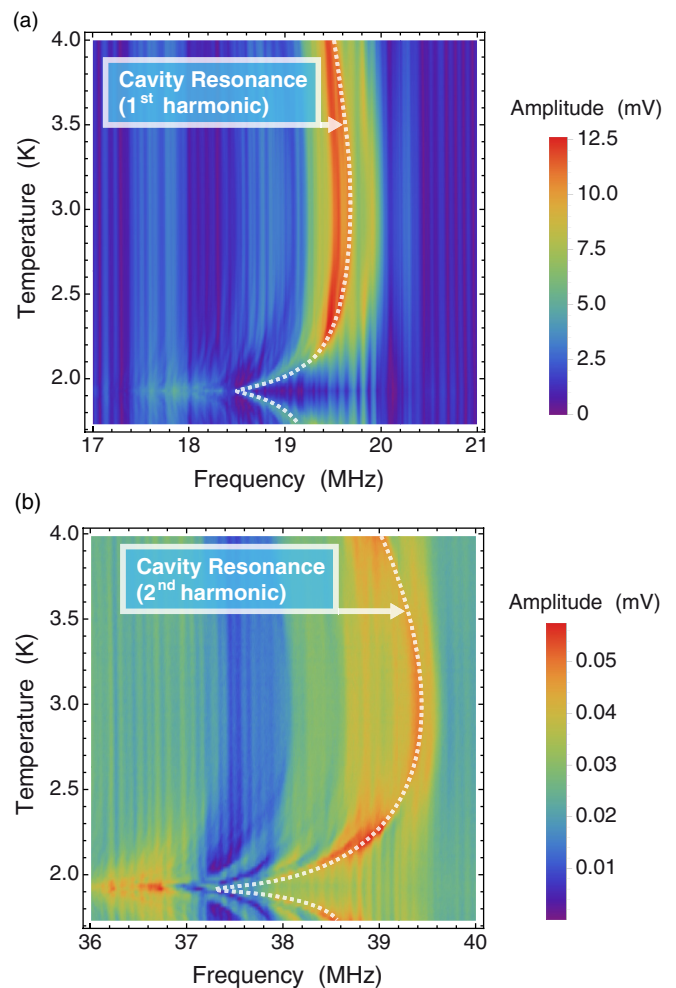 (a)
4.0
3.5
3.0
2.5
2.0
Temperature (K)
Cavity Resonance
(1st harmonic)
17 18 19 20 21
Frequency (MHz)
Amplitude (mV)
12.5
10.0
7.5
5.0
2.5
0
(b)
4.0
3.5
3.0
2.5
2.0
Temperature (K)
Cavity Resonance
(2nd harmonic)
36 37 38 39 40
Frequency (MHz)
Amplitude (mV)
0.05
0.04
0.03
0.02
0.01